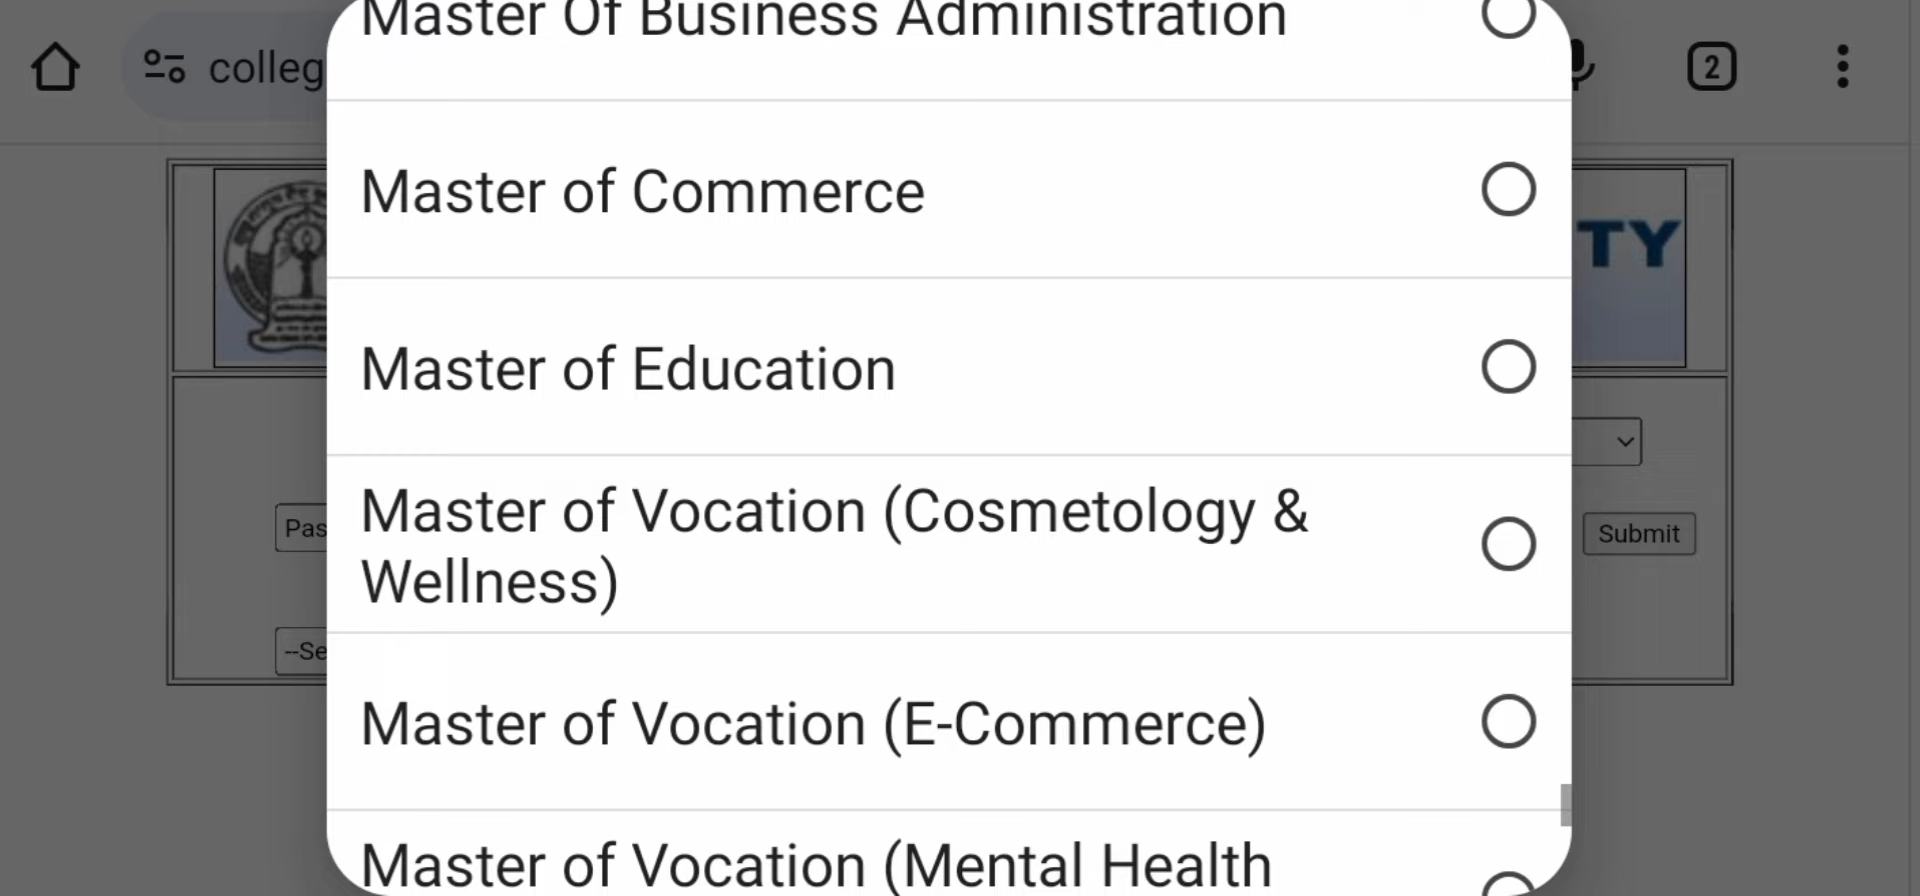 Master Of Business Administration
colleg
2
Master of Commerce
TY
Master of Education
Master of Vocation (Cosmetology &
Wellness)
Pas
Submit
--Se
Master of Vocation (E-Commerce)
Master of Vocation (Mental Health